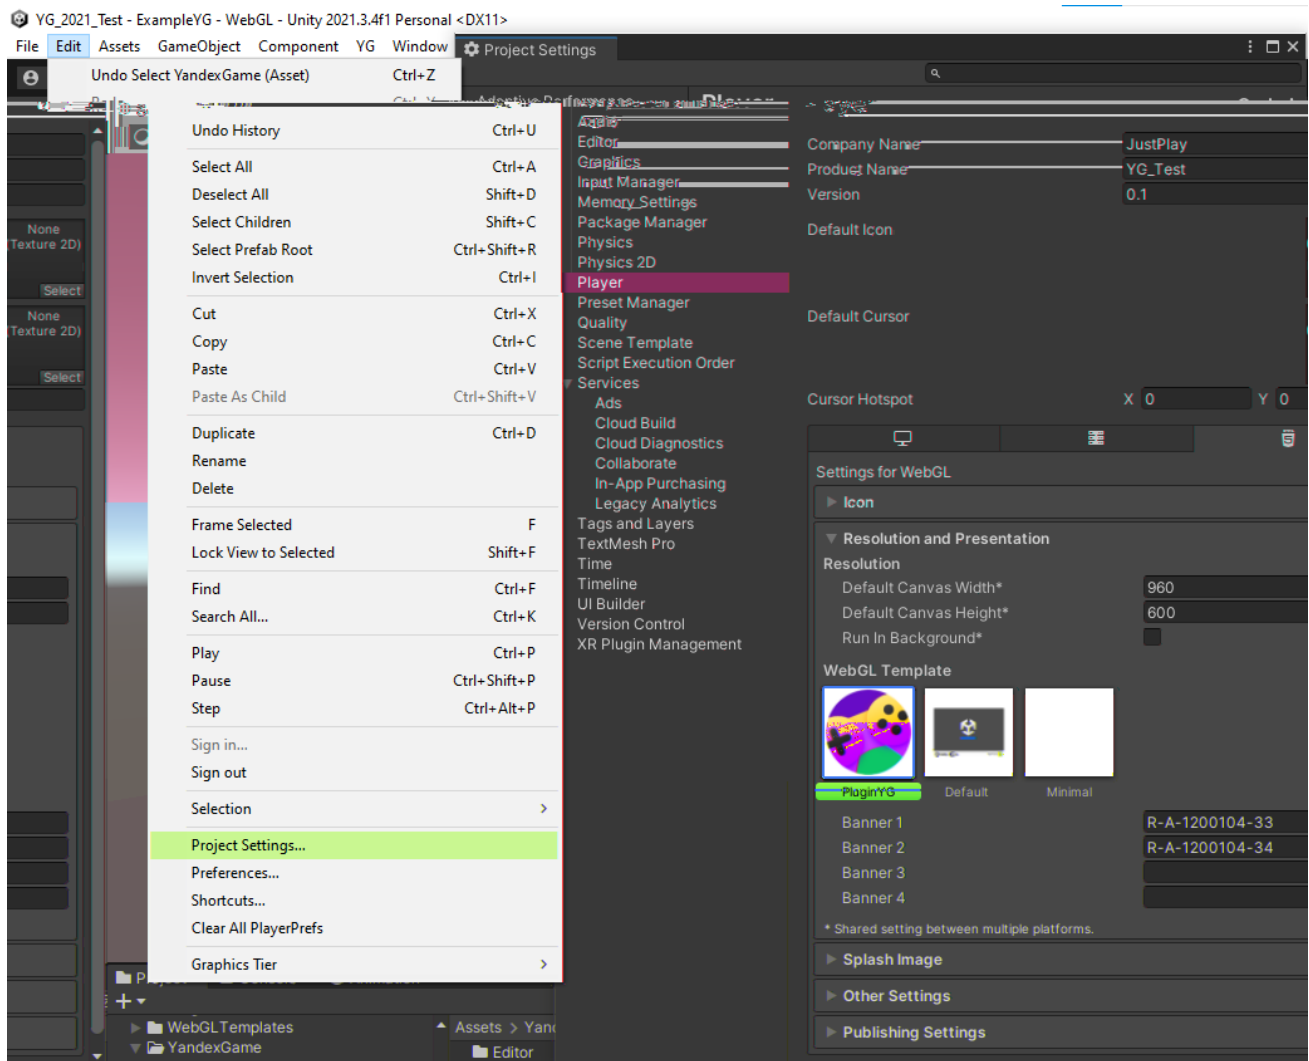 YG_2021_Test - ExampleYG - WebGL - Unity 2021.3.4f1 Personal <DX11>
File Edit Assets GameObject Component YG Window
Project Settings
Undo Select YandexGame (Asset) Ctrl+Z
Undo History Ctrl+U
Select All Ctrl+A
Deselect All Shift+D
Select Children Shift+C
Select Prefab Root Ctrl+Shift+R
Invert Selection Ctrl+I
Cut Ctrl+X
Copy Ctrl+C
Paste Ctrl+V
Paste As Child Ctrl+Shift+V
Duplicate Ctrl+D
Rename
Delete
Frame Selected F
Lock View to Selected Shift+F
Find Ctrl+F
Search All... Ctrl+K
Play Ctrl+P
Pause Ctrl+Shift+P
Step Ctrl+Alt+P
Sign in...
Sign out
Selection
Project Settings...
Preferences...
Shortcuts...
Clear All PlayerPrefs
Graphics Tier
None
(Texture 2D)
Select
None
(Texture 2D)
Select
WebGLTemplates
YandexGame
Assets >
Editor
Editor
Graphics
Input Manager
Memory Settings
Package Manager
Physics
Physics 2D
Player
Preset Manager
Quality
Scene Template
Script Execution Order
Services
Ads
Cloud Build
Cloud Diagnostics
Collaborate
In-App Purchasing
Legacy Analytics
Tags and Layers
TextMesh Pro
Time
Timeline
UI Builder
Version Control
XR Plugin Management
Company Name JustPlay
Product Name YG_Test
Version 0.1
Default Icon
Default Cursor
Cursor Hotspot X 0 Y 0
Settings for WebGL
Icon
Resolution and Presentation
Resolution
Default Canvas Width* 960
Default Canvas Height* 600
Run In Background*
WebGL Template
PluginYG Default Minimal
Banner 1 R-A-1200104-33
Banner 2 R-A-1200104-34
Banner 3
Banner 4
* Shared setting between multiple platforms.
Splash Image
Other Settings
Publishing Settings